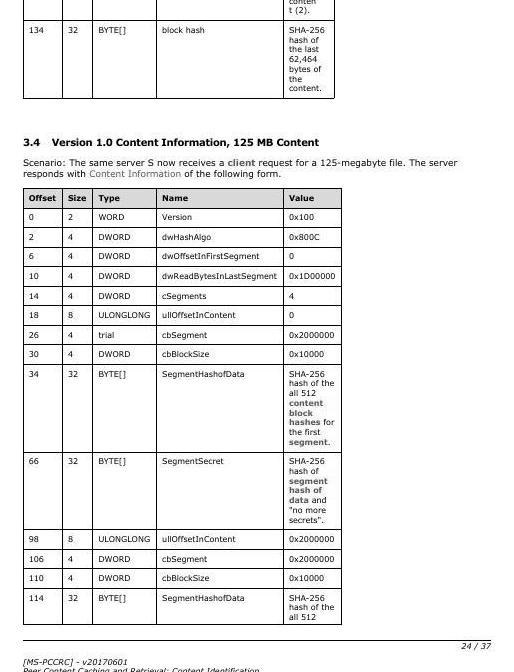 conten
t (2).
134 32 BYTE[] block hash SHA-256
hash of
the last
62,464
bytes of
the
content.
3.4 Version 1.0 Content Information, 125 MB Content
Scenario: The same server S now receives a client request for a 125-megabyte file. The server
responds with Content Information of the following form.
Offset Size Type Name Value
0 2 WORD Version 0x100
2 4 DWORD dwHashAlgo 0x800C
6 4 DWORD dwOffsetInFirstSegment 0
10 4 DWORD dwReadBytesInLastSegment 0x1D00000
14 4 DWORD cSegments 4
18 8 ULONGLONG ullOffsetInContent 0
26 4 trial cbSegment 0x2000000
30 4 DWORD cbBlockSize 0x10000
34 32 BYTE[] SegmentHashofData SHA-256
hash of the
all 512
content
block
hashes for
the first
segment.
66 32 BYTE[] SegmentSecret SHA-256
hash of
segment
hash of
data and
"no more
secrets".
98 8 ULONGLONG ullOffsetInContent 0x2000000
106 4 DWORD cbSegment 0x2000000
110 4 DWORD cbBlockSize 0x10000
114 32 BYTE[] SegmentHashofData SHA-256
hash of the
all 512
24 / 37
[MS-PCCRC] - v20170601
Peer Content Caching and Retrieval: Content Identification